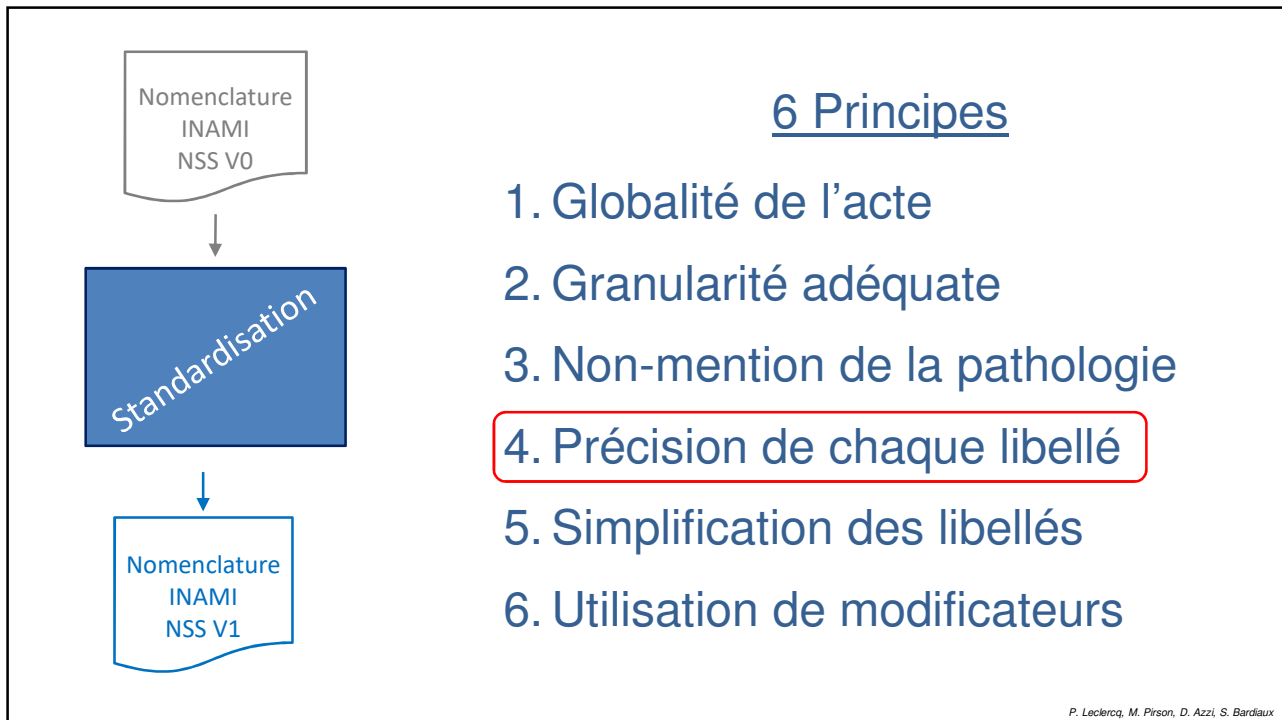 Nomenclature
INAMI
NSS V0
Standardisation
Nomenclature
INAMI
NSS V1
6 Principes
1. Globalité de l'acte
2. Granularité adéquate
3. Non-mention de la pathologie
4. Précision de chaque libellé
5. Simplification des libellés
6. Utilisation de modificateurs
P. Leclercq, M. Pirson, D. Azzi, S. Bardiaux